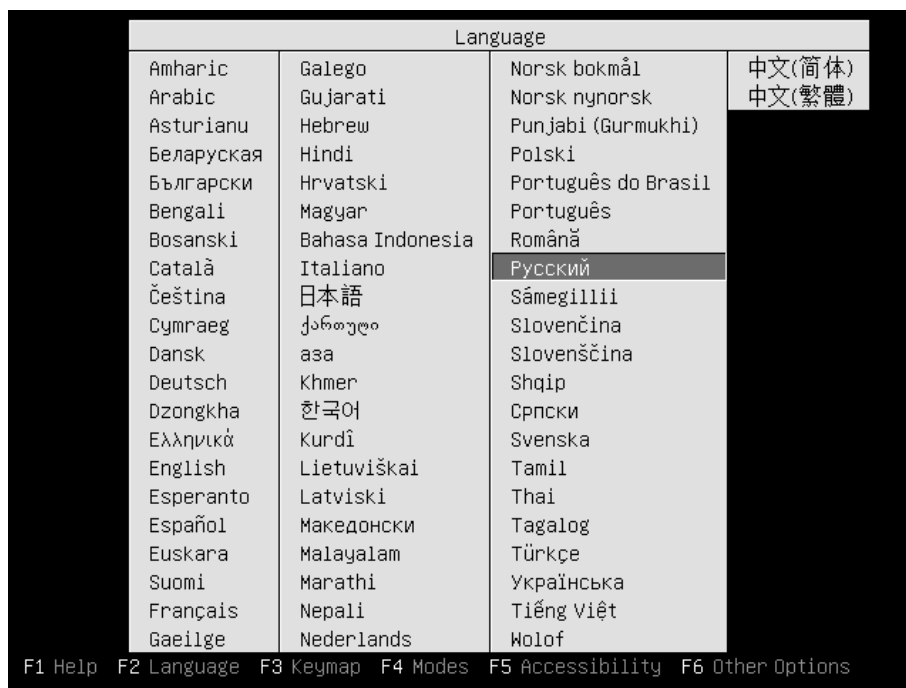 Language
Amharic
Arabic
Asturianu
Беларуская
Български
Bengali
Bosanski
Català
Čeština
Cymraeg
Dansk
Deutsch
Dzongkha
Ελληνικά
English
Esperanto
Español
Euskara
Suomi
Français
Gaeilge
Galego
Gujarati
Hebrew
Hindi
Hrvatski
Magyar
Bahasa Indonesia
Italiano
日本語
ქართული
аза
Khmer
한국어
Kurdî
Lietuviškai
Latviski
Македонски
Malayalam
Marathi
Nepali
Nederlands
Norsk bokmål
Norsk nynorsk
Punjabi (Gurmukhi)
Polski
Português do Brasil
Português
Română
Русский
Sámegillii
Slovenčina
Slovenščina
Shqip
Српски
Svenska
Tamil
Thai
Tagalog
Türkçe
Українська
Tiếng Việt
Wolof
中文(简体)
中文(繁體)
F1 Help F2 Language F3 Keymap F4 Modes F5 Accessibility F6 Other Options